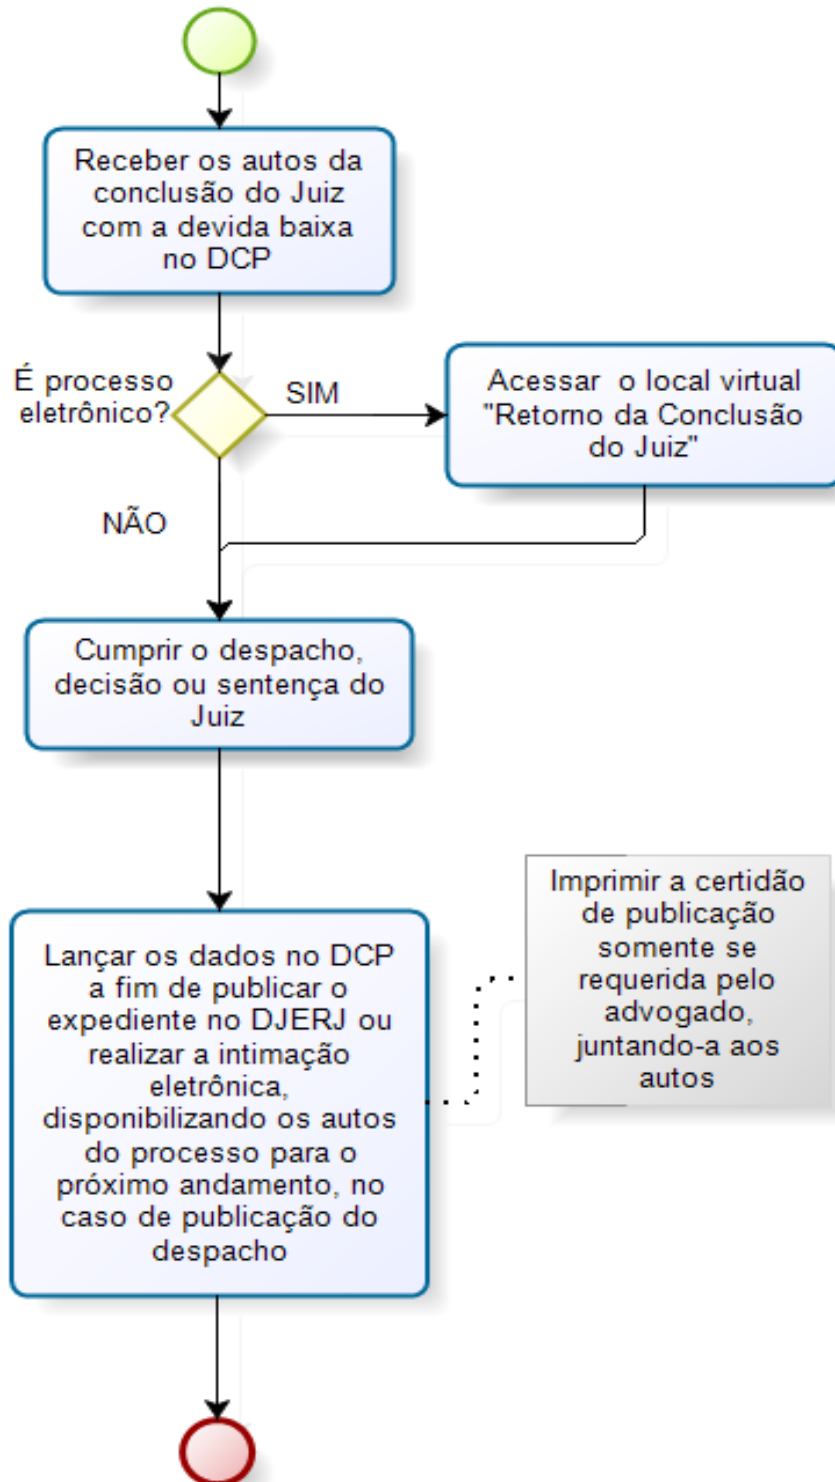 Receber os autos da
conclusão do Juiz
com a devida baixa
no DCP
É processo
eletrônico?
SIM
Acessar o local virtual
"Retorno da Conclusão
do Juiz"
NÃO
Cumprir o despacho,
decisão ou sentença do
Juiz
Lançar os dados no DCP
a fim de publicar o
expediente no DJERJ ou
realizar a intimação
eletrônica,
disponibilizando os autos
do processo para o
próximo andamento, no
caso de publicação do
despacho
Imprimir a certidão
de publicação
somente se
requerida pelo
advogado,
juntando-a aos
autos